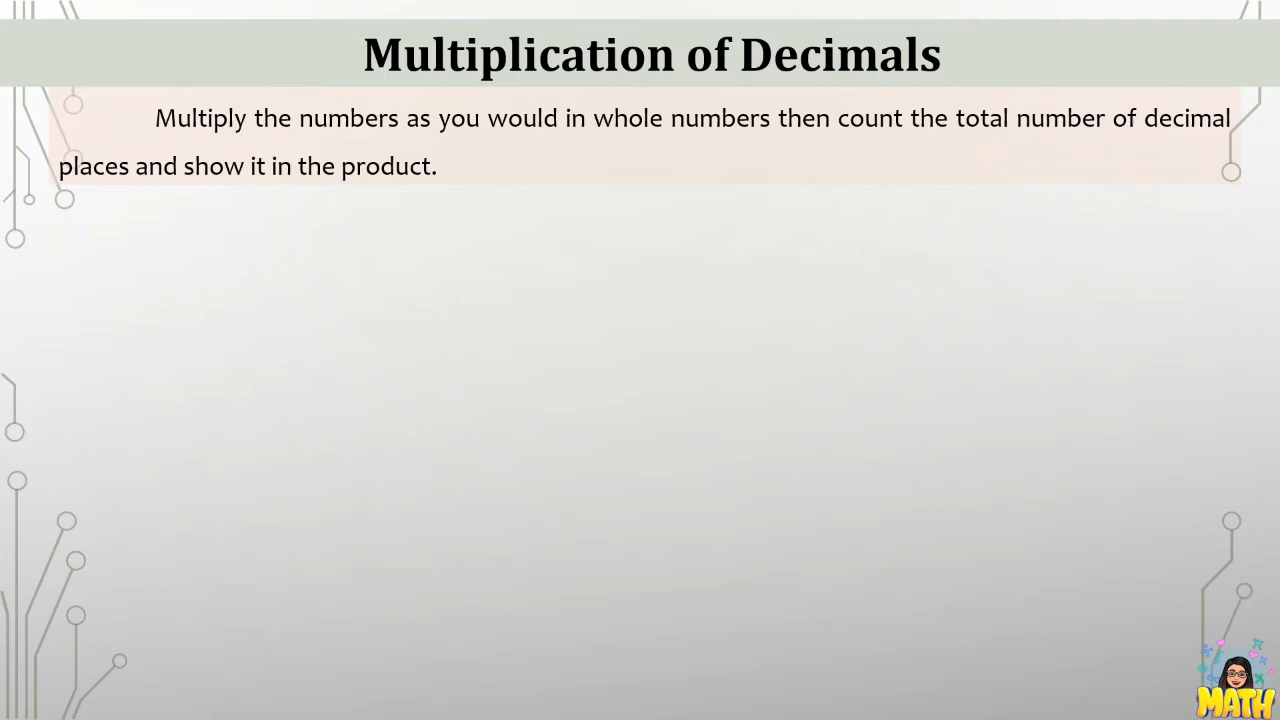 Multiplication of Decimals
Multiply the numbers as you would in whole numbers then count the total number of decimal
places and show it in the product.
MATH